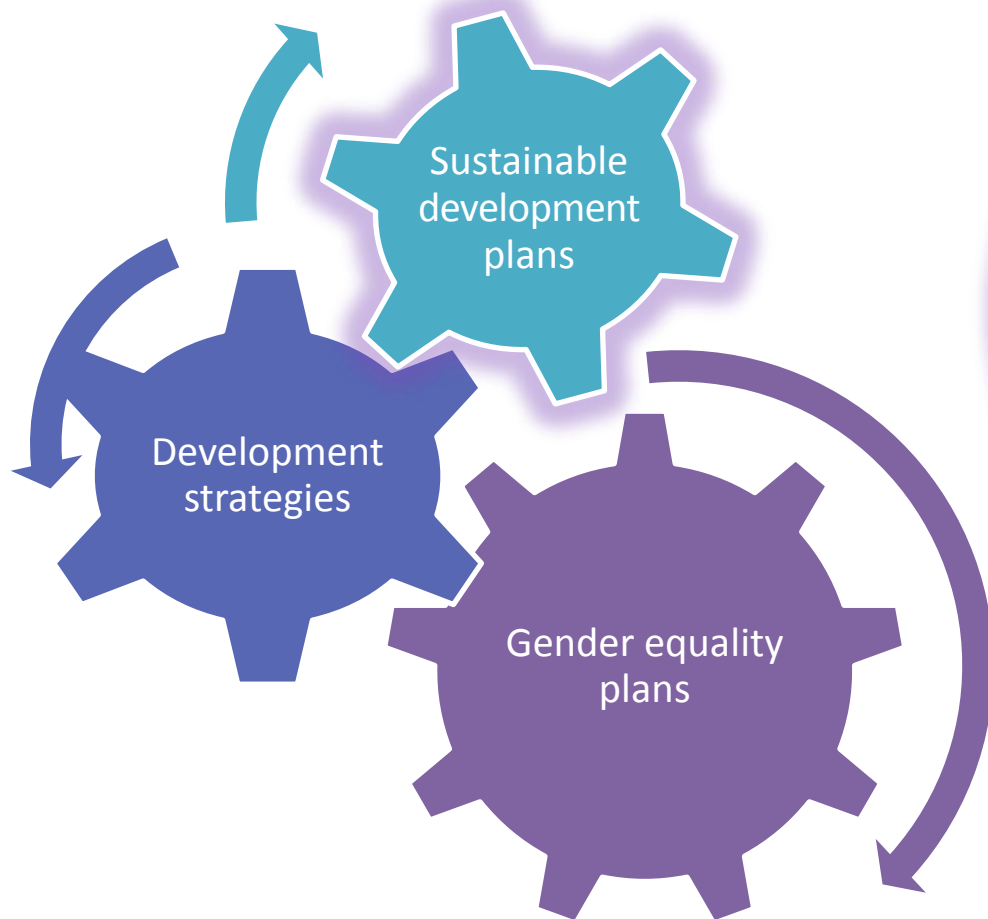 Sustainable
development
plans
Development
strategies
Gender equality
plans